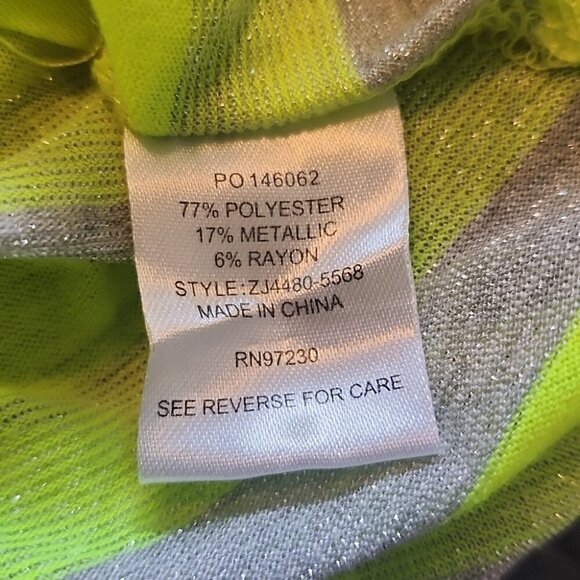 PO 146062
77% POLYESTER
17% METALLIC
6% RAYON
STYLE:ZJ4480-5568
MADE IN CHINA
RN97230
SEE REVERSE FOR CARE